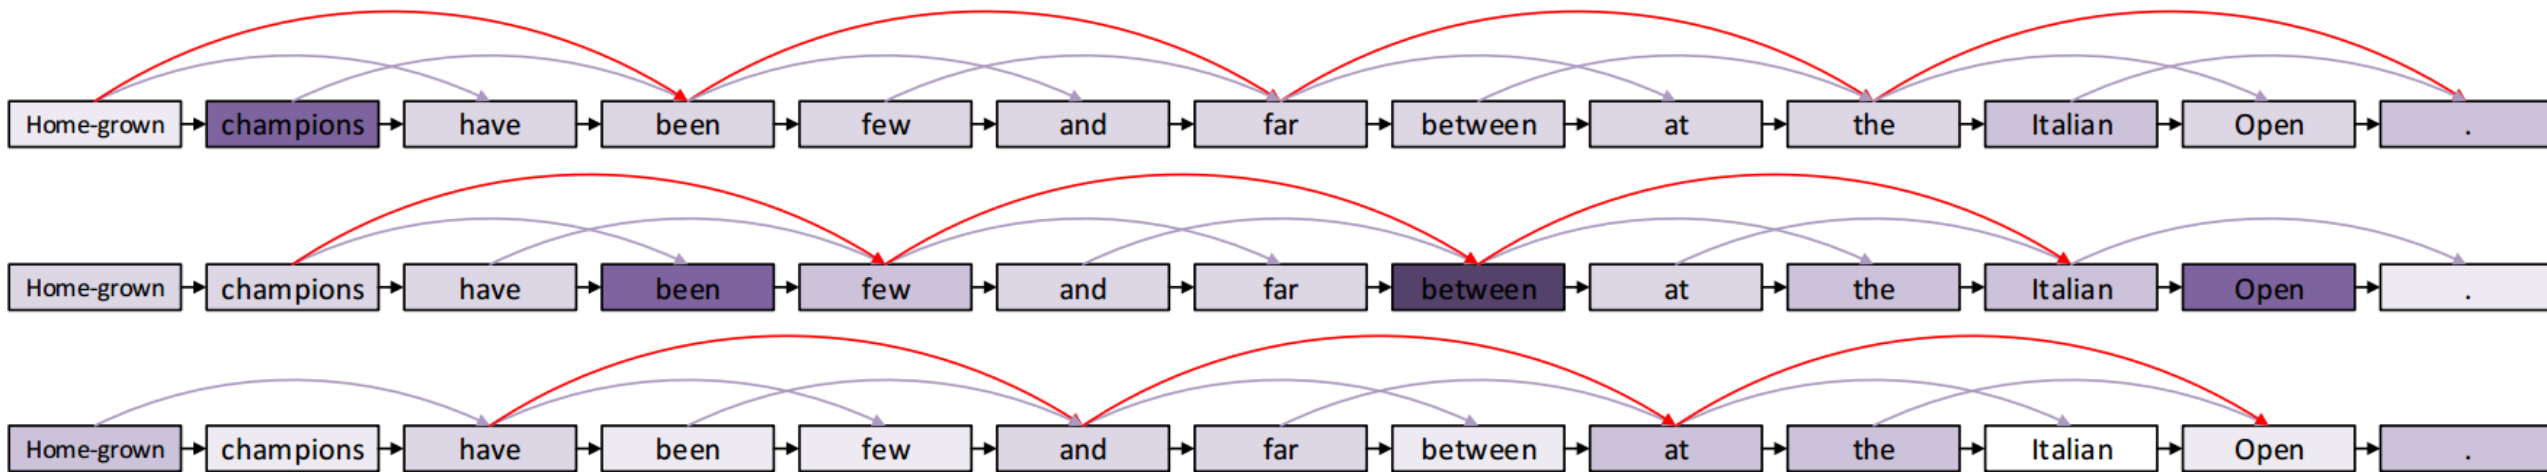 Home-grown champions have been few and far between at the Italian Open .
Home-grown champions have been few and far between at the Italian Open .
Home-grown champions have been few and far between at the Italian Open .